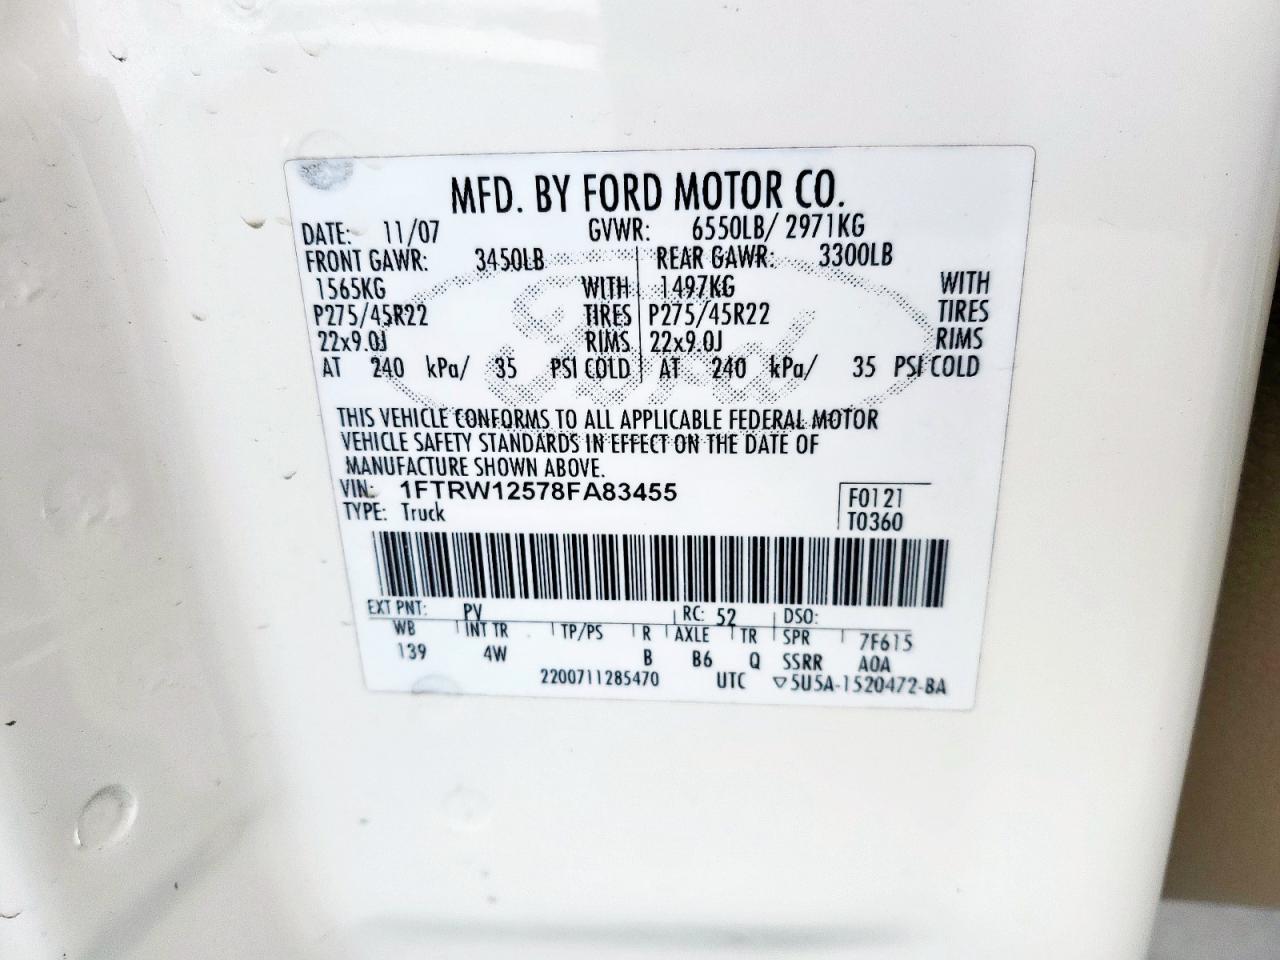 MFD. BY FORD MOTOR CO.
DATE: 11/07 GVWR: 6550LB/ 2971KG
FRONT GAWR: 3450LB REAR GAWR: 3300LB
1565KG WITH 1497KG WITH
P275/45R22 TIRES P275/45R22 TIRES
22x9.0J RIMS 22x9.0J RIMS
AT 240 kPa/ 35 PSI COLD AT 240 kPa/ 35 PSI COLD
THIS VEHICLE CONFORMS TO ALL APPLICABLE FEDERAL MOTOR
VEHICLE SAFETY STANDARDS IN EFFECT ON THE DATE OF
MANUFACTURE SHOWN ABOVE.
VIN: 1FTRW12578FA83455 F0121
TYPE: Truck T0360
EXT PNT: PV RC: 52 DSO:
WB INT TR TP/PS R AXLE TR SPR 7F615
139 4W B B6 Q SSRR A0A
2200711285470 UTC ▽5U5A-1520472-BA
Ford